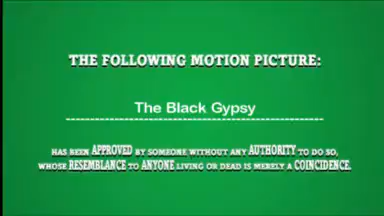 THE FOLLOWING MOTION PICTURE:
The Black Gypsy
HAS BEEN APPROVED BY SOMEONE WITHOUT ANY AUTHORITY TO DO SO,
WHOSE RESEMBLANCE TO ANYONE LIVING OR DEAD IS MERELY A COINCIDENCE.